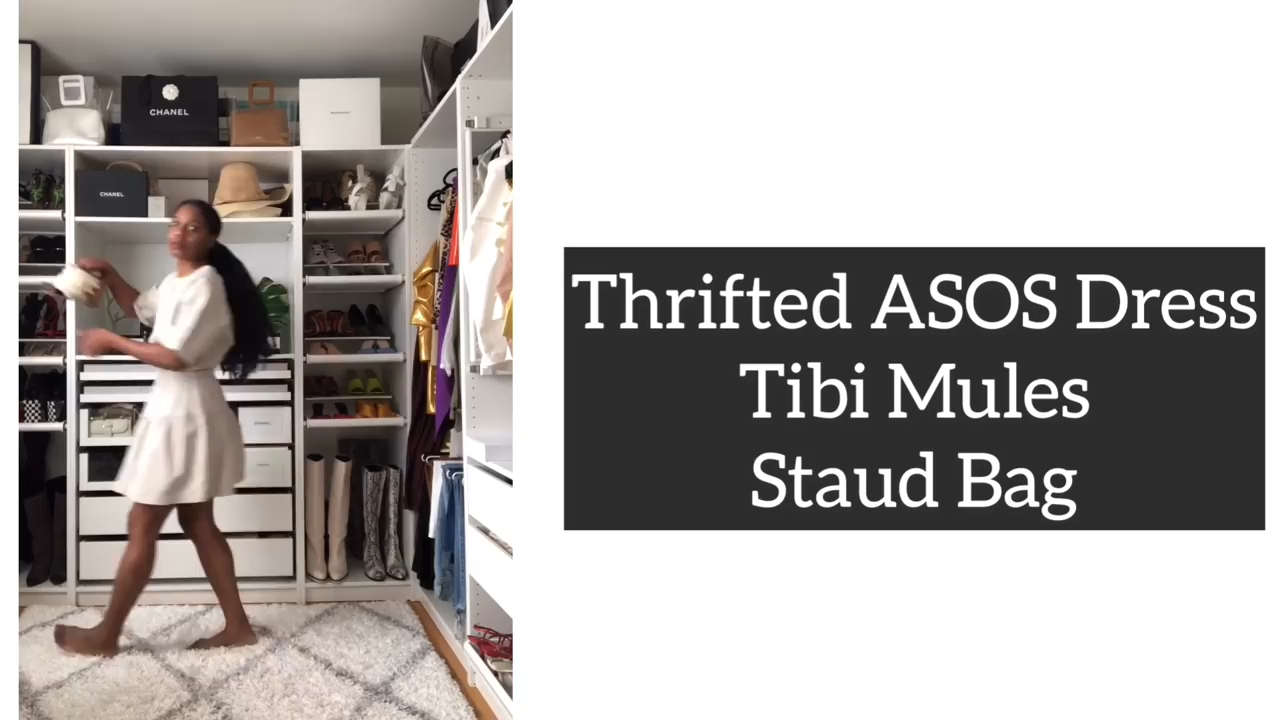 CHANEL
CHANEL
Thrifted ASOS Dress
Tibi Mules
Staud Bag